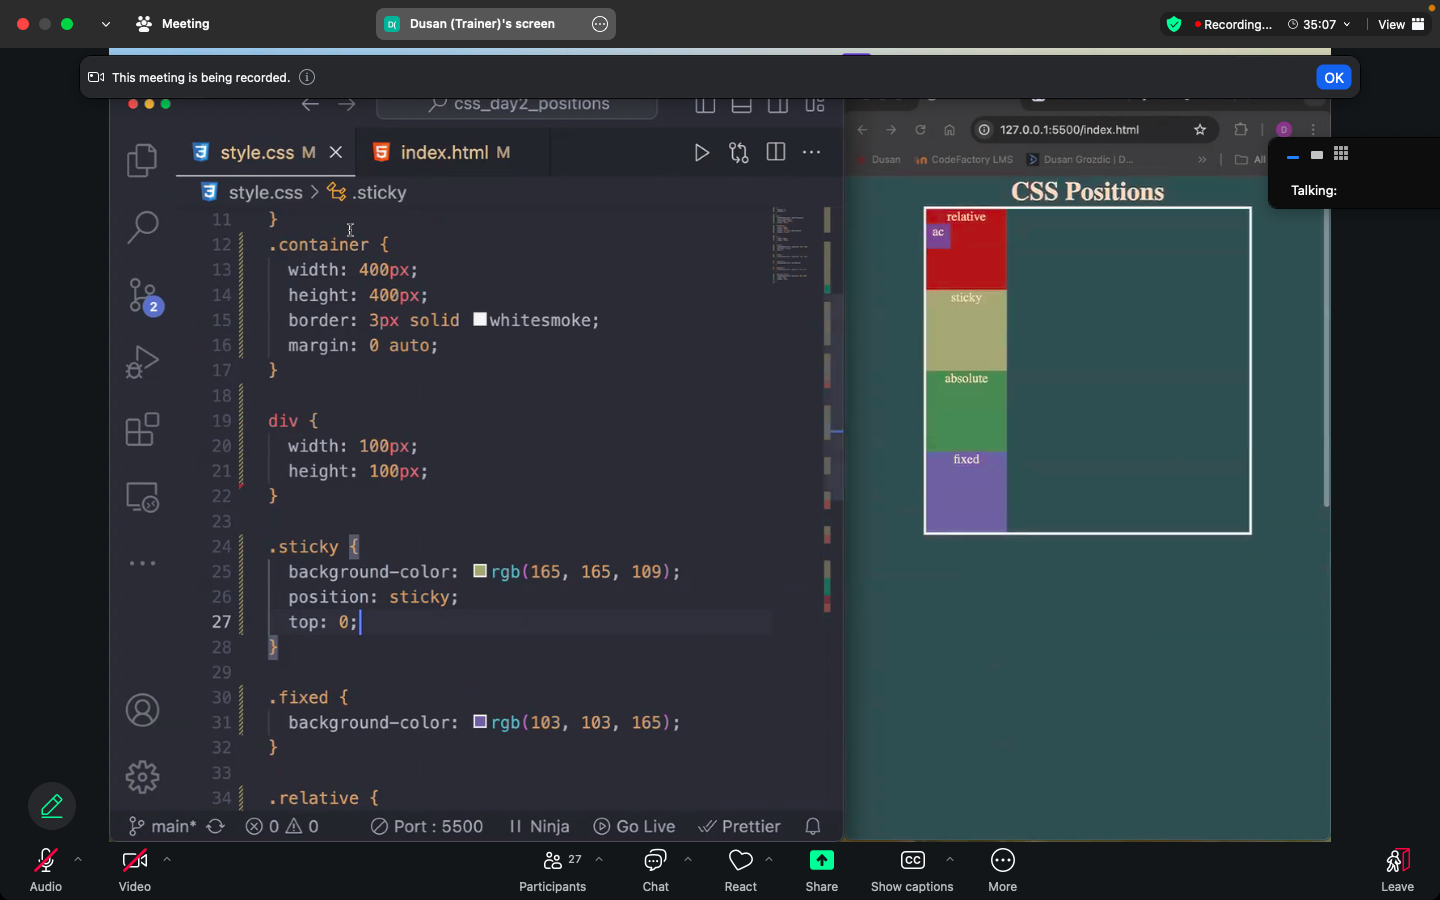 Meeting
Dusan (Trainer)'s screen
Recording...
35:07
View
This meeting is being recorded.
OK
css_day2_positions
style.css M
index.html M
style.css > .sticky
11 }
12 .container {
13 width: 400px;
14 height: 400px;
15 border: 3px solid whitesmoke;
16 margin: 0 auto;
17 }
18
19 div {
20 width: 100px;
21 height: 100px;
22 }
23
24 .sticky {
25 background-color: rgb(165, 165, 109);
26 position: sticky;
27 top: 0;
28 }
29
30 .fixed {
31 background-color: rgb(103, 103, 165);
32 }
33
34 .relative {
2
main*
0
0
Port : 5500
Ninja
Go Live
Prettier
127.0.0.1:5500/index.html
D
Dusan
CodeFactory LMS
Dusan Grozdic | D...
All
Talking:
CSS Positions
relative
ac
sticky
absolute
fixed
Audio
Video
27
Participants
Chat
React
Share
CC
Show captions
More
Leave